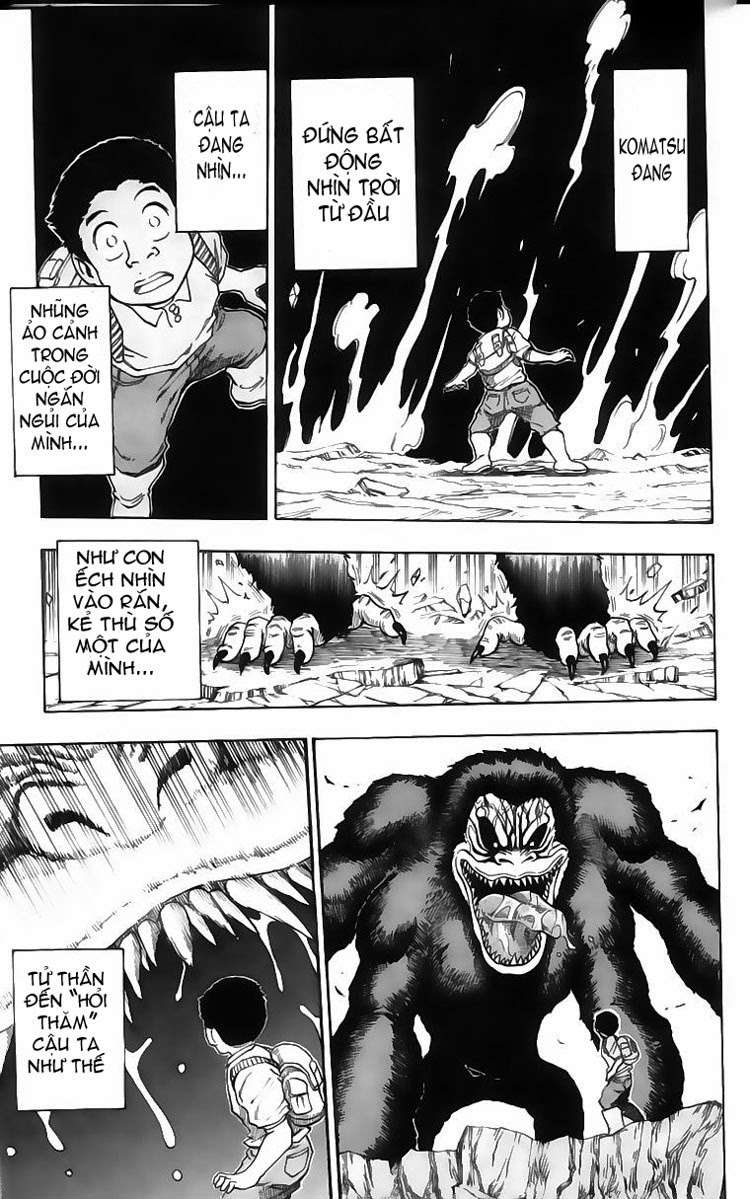 KOMATSU
ĐANG
ĐỨNG BẤT
ĐỘNG
NHÌN TRỜI
TỪ ĐẦU
CẬU TA
ĐANG
NHÌN...
NHŨNG
ẢO CẢNH
TRONG
CUỘC ĐỜI
NGẮN
NGỦI CỦA
MÌNH...
NHƯ CON
ẾCH NHÌN
VÀO RẮN,
KẺ THÙ SỐ
MỘT CỦA
MÌNH...
TỬ THẦN
ĐẾN "HỎI
THĂM"
CẬU TA
NHƯ THẾ